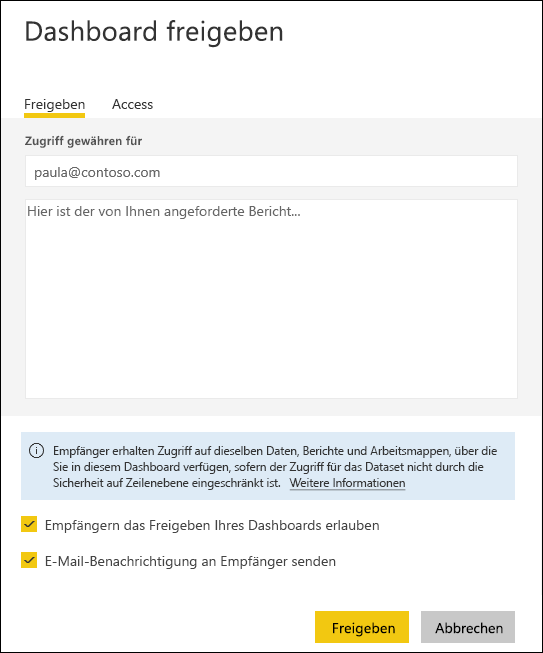 Dashboard freigeben
Freigeben Access
Zugriff gewähren für
paula@contoso.com
Hier ist der von Ihnen angeforderte Bericht...
Empfänger erhalten Zugriff auf dieselben Daten, Berichte und Arbeitsmappen, über die
Sie in diesem Dashboard verfügen, sofern der Zugriff für das Dataset nicht durch die
Sicherheit auf Zeilenebene eingeschränkt ist. Weitere Informationen
Empfängern das Freigeben Ihres Dashboards erlauben
E-Mail-Benachrichtigung an Empfänger senden
Freigeben Abbrechen